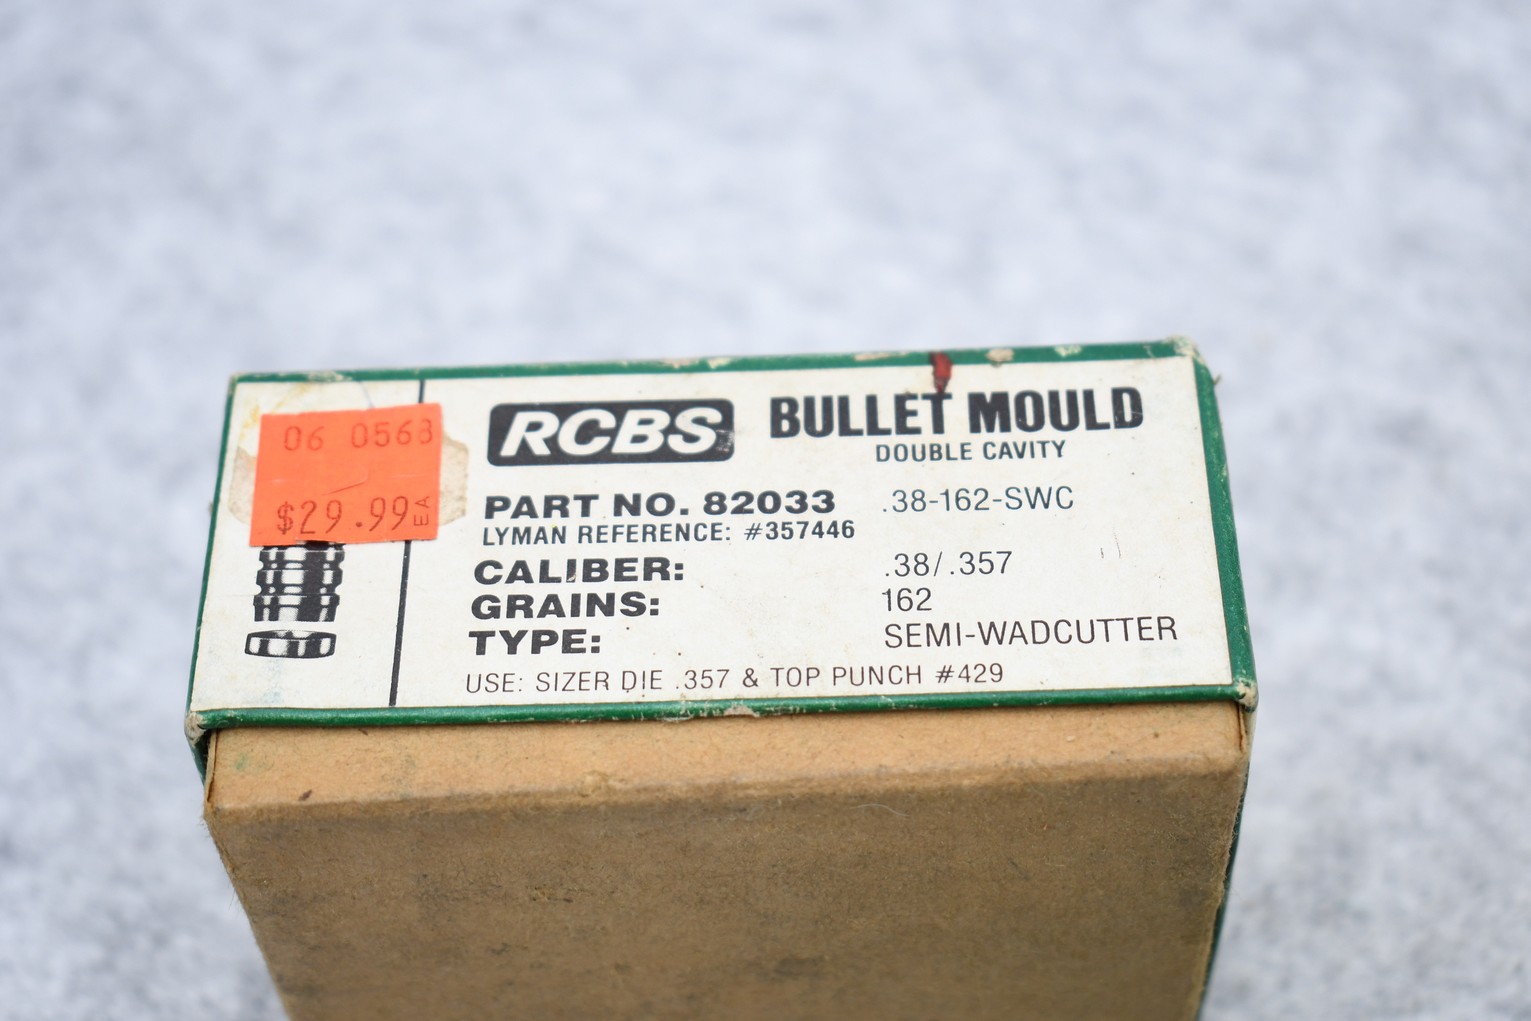 06 0568
$29.99 EA
RCBS BULLET MOULD
DOUBLE CAVITY
PART NO. 82033 .38-162-SWC
LYMAN REFERENCE: #357446
CALIBER: .38/.357
GRAINS: 162
TYPE: SEMI-WADCUTTER
USE: SIZER DIE .357 & TOP PUNCH #429